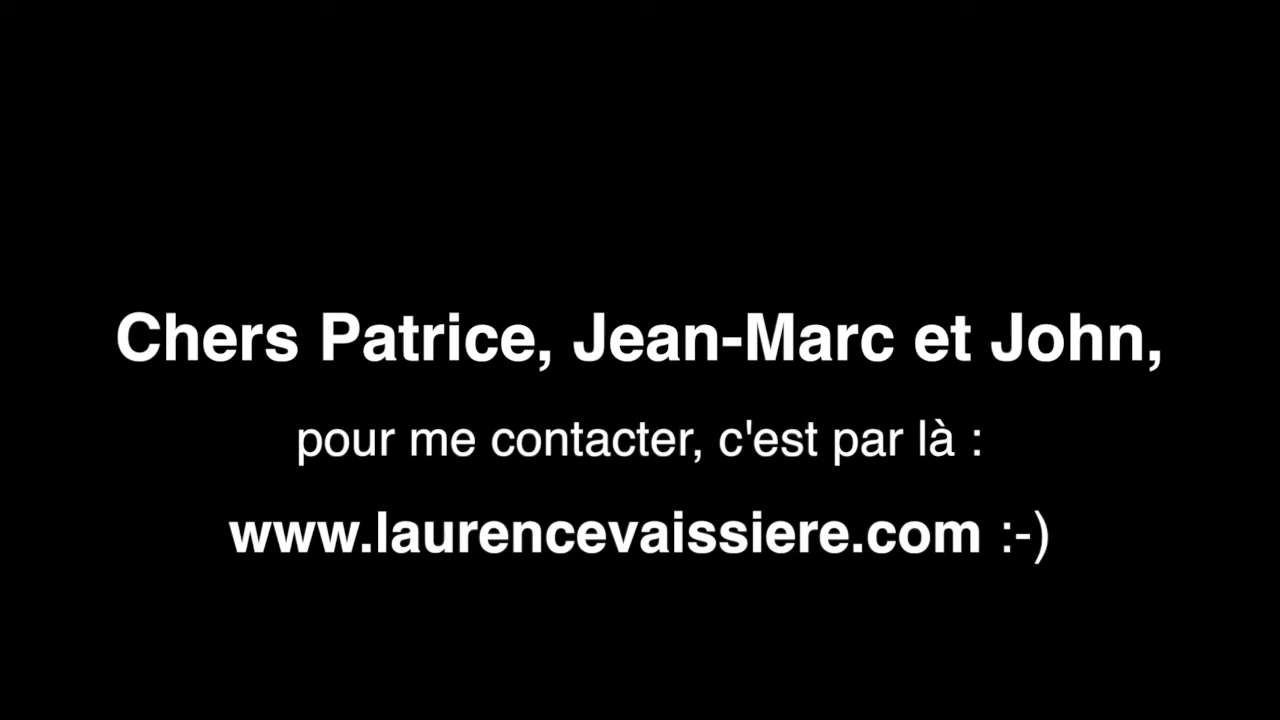 Chers Patrice, Jean-Marc et John,
pour me contacter, c'est par là :
www.laurencevaissiere.com :-)